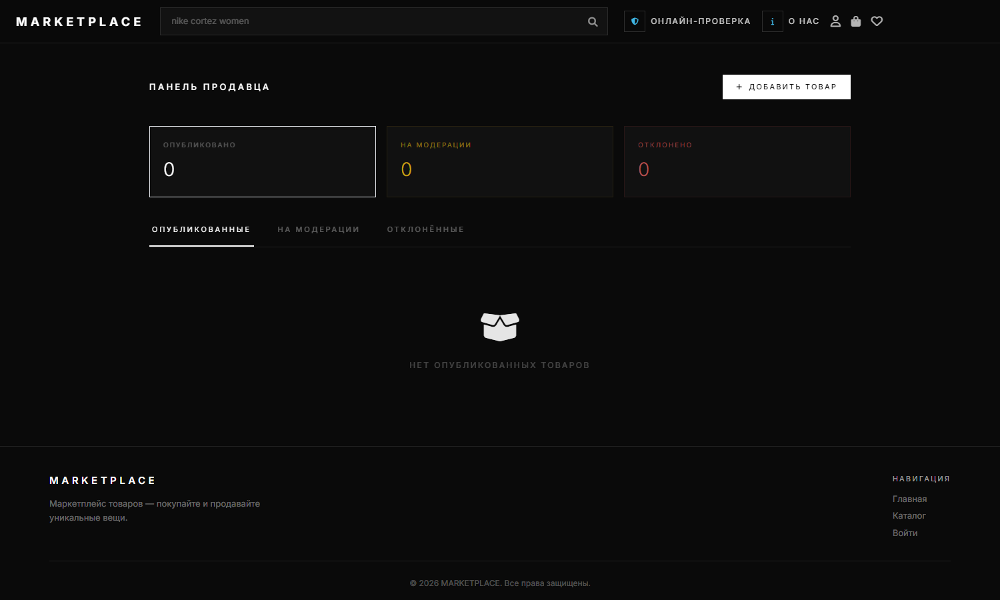 MARKETPLACE
nike cortez women
ОНЛАЙН-ПРОВЕРКА
О НАС
ПАНЕЛЬ ПРОДАВЦА
+ ДОБАВИТЬ ТОВАР
ОПУБЛИКОВАНО
0
НА МОДЕРАЦИИ
0
ОТКЛОНЕНО
0
ОПУБЛИКОВАННЫЕ
НА МОДЕРАЦИИ
ОТКЛОНЁННЫЕ
НЕТ ОПУБЛИКОВАННЫХ ТОВАРОВ
MARKETPLACE
Маркетплейс товаров — покупайте и продавайте
уникальные вещи.
НАВИГАЦИЯ
Главная
Каталог
Войти
© 2026 MARKETPLACE. Все права защищены.